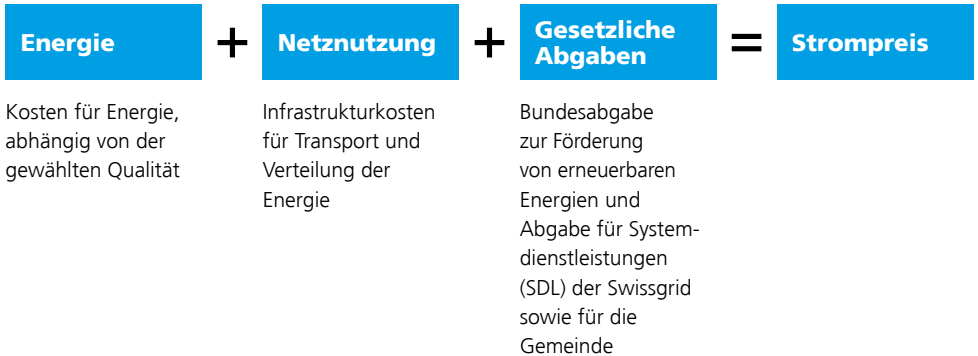 Energie
+
Netznutzung
+
Gesetzliche
Abgaben
=
Strompreis
Kosten für Energie,
abhängig von der
gewählten Qualität
Infrastrukturkosten
für Transport und
Verteilung der
Energie
Bundesabgabe
zur Förderung
von erneuerbaren
Energien und
Abgabe für System-
dienstleistungen
(SDL) der Swissgrid
sowie für die
Gemeinde